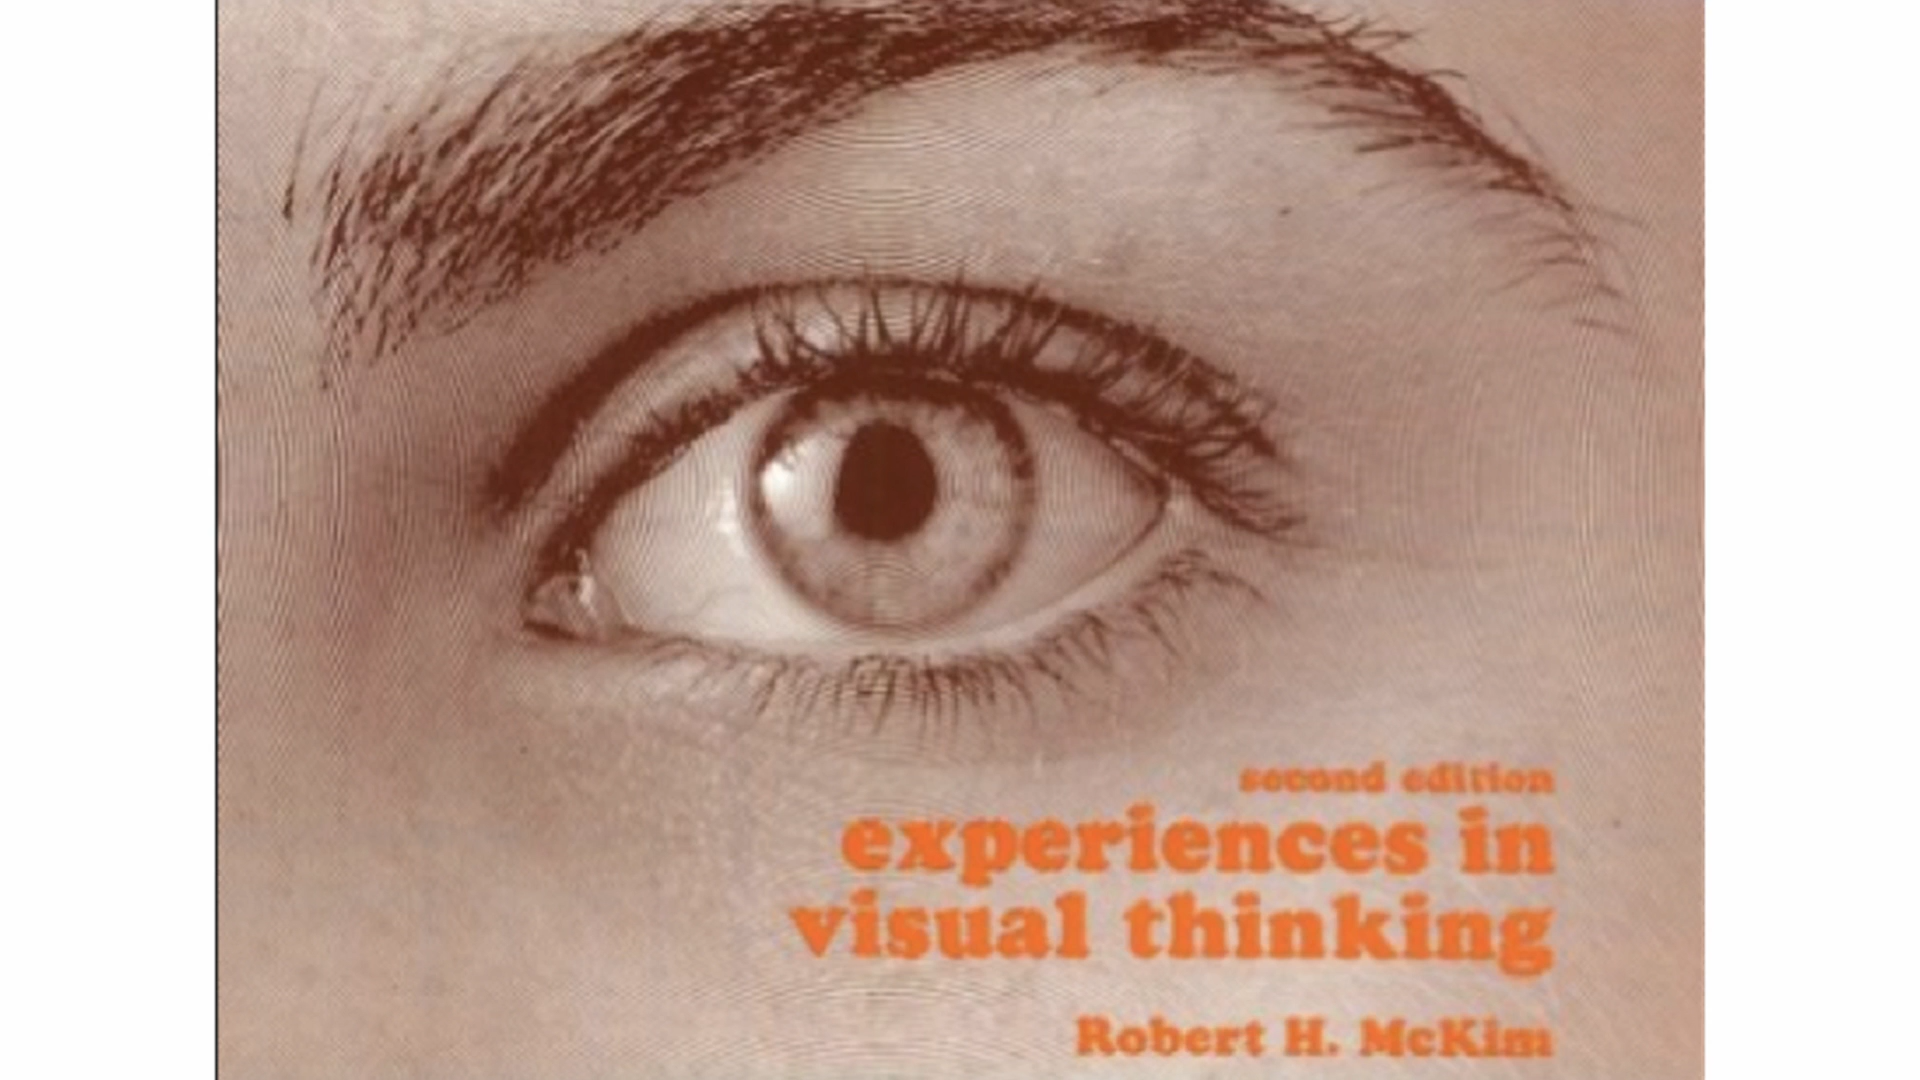 second edition
experiences in
visual thinking
Robert H. McKim